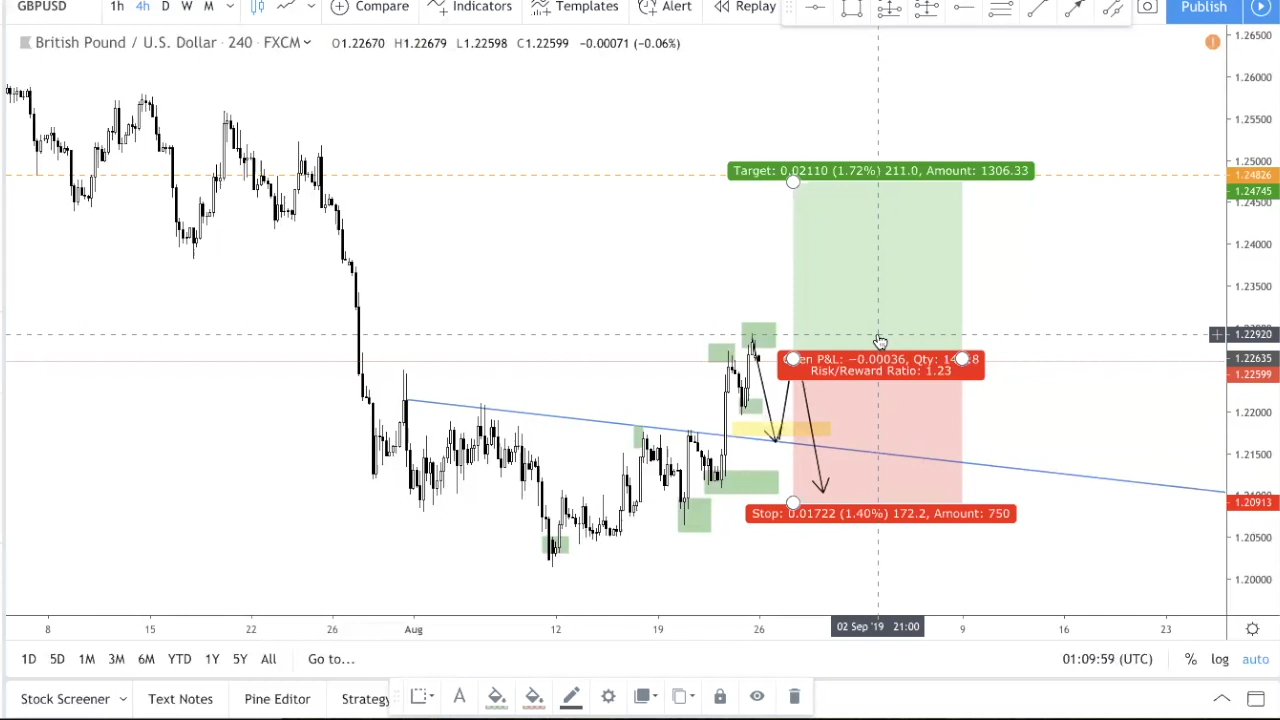 GBPUSD 1h 4h D W M Compare Indicators Templates Alert Replay Publish
British Pound / U.S. Dollar · 240 · FXCM O1.22670 H1.22679 L1.22598 C1.22599 −0.00071 (−0.06%)
1.26500
1.26000
1.25500
1.25000
Target: 0.02110 (1.72%) 211.0, Amount: 1306.33
1.24826
1.24745
1.24500
1.24000
1.23500
1.22920
1.22635
P&L: −0.00036, Qty:
Risk/Reward Ratio: 1.23
1.22599
1.22000
1.21500
1.20913
Stop: 0.01722 (1.40%) 172.2, Amount: 750
1.20500
1.20000
8 15 22 26 Aug 12 19 26 02 Sep '19 21:00 9 16 23
1D 5D 1M 3M 6M YTD 1Y 5Y All Go to... 01:09:59 (UTC) % log auto
Stock Screener Text Notes Pine Editor Strategy A